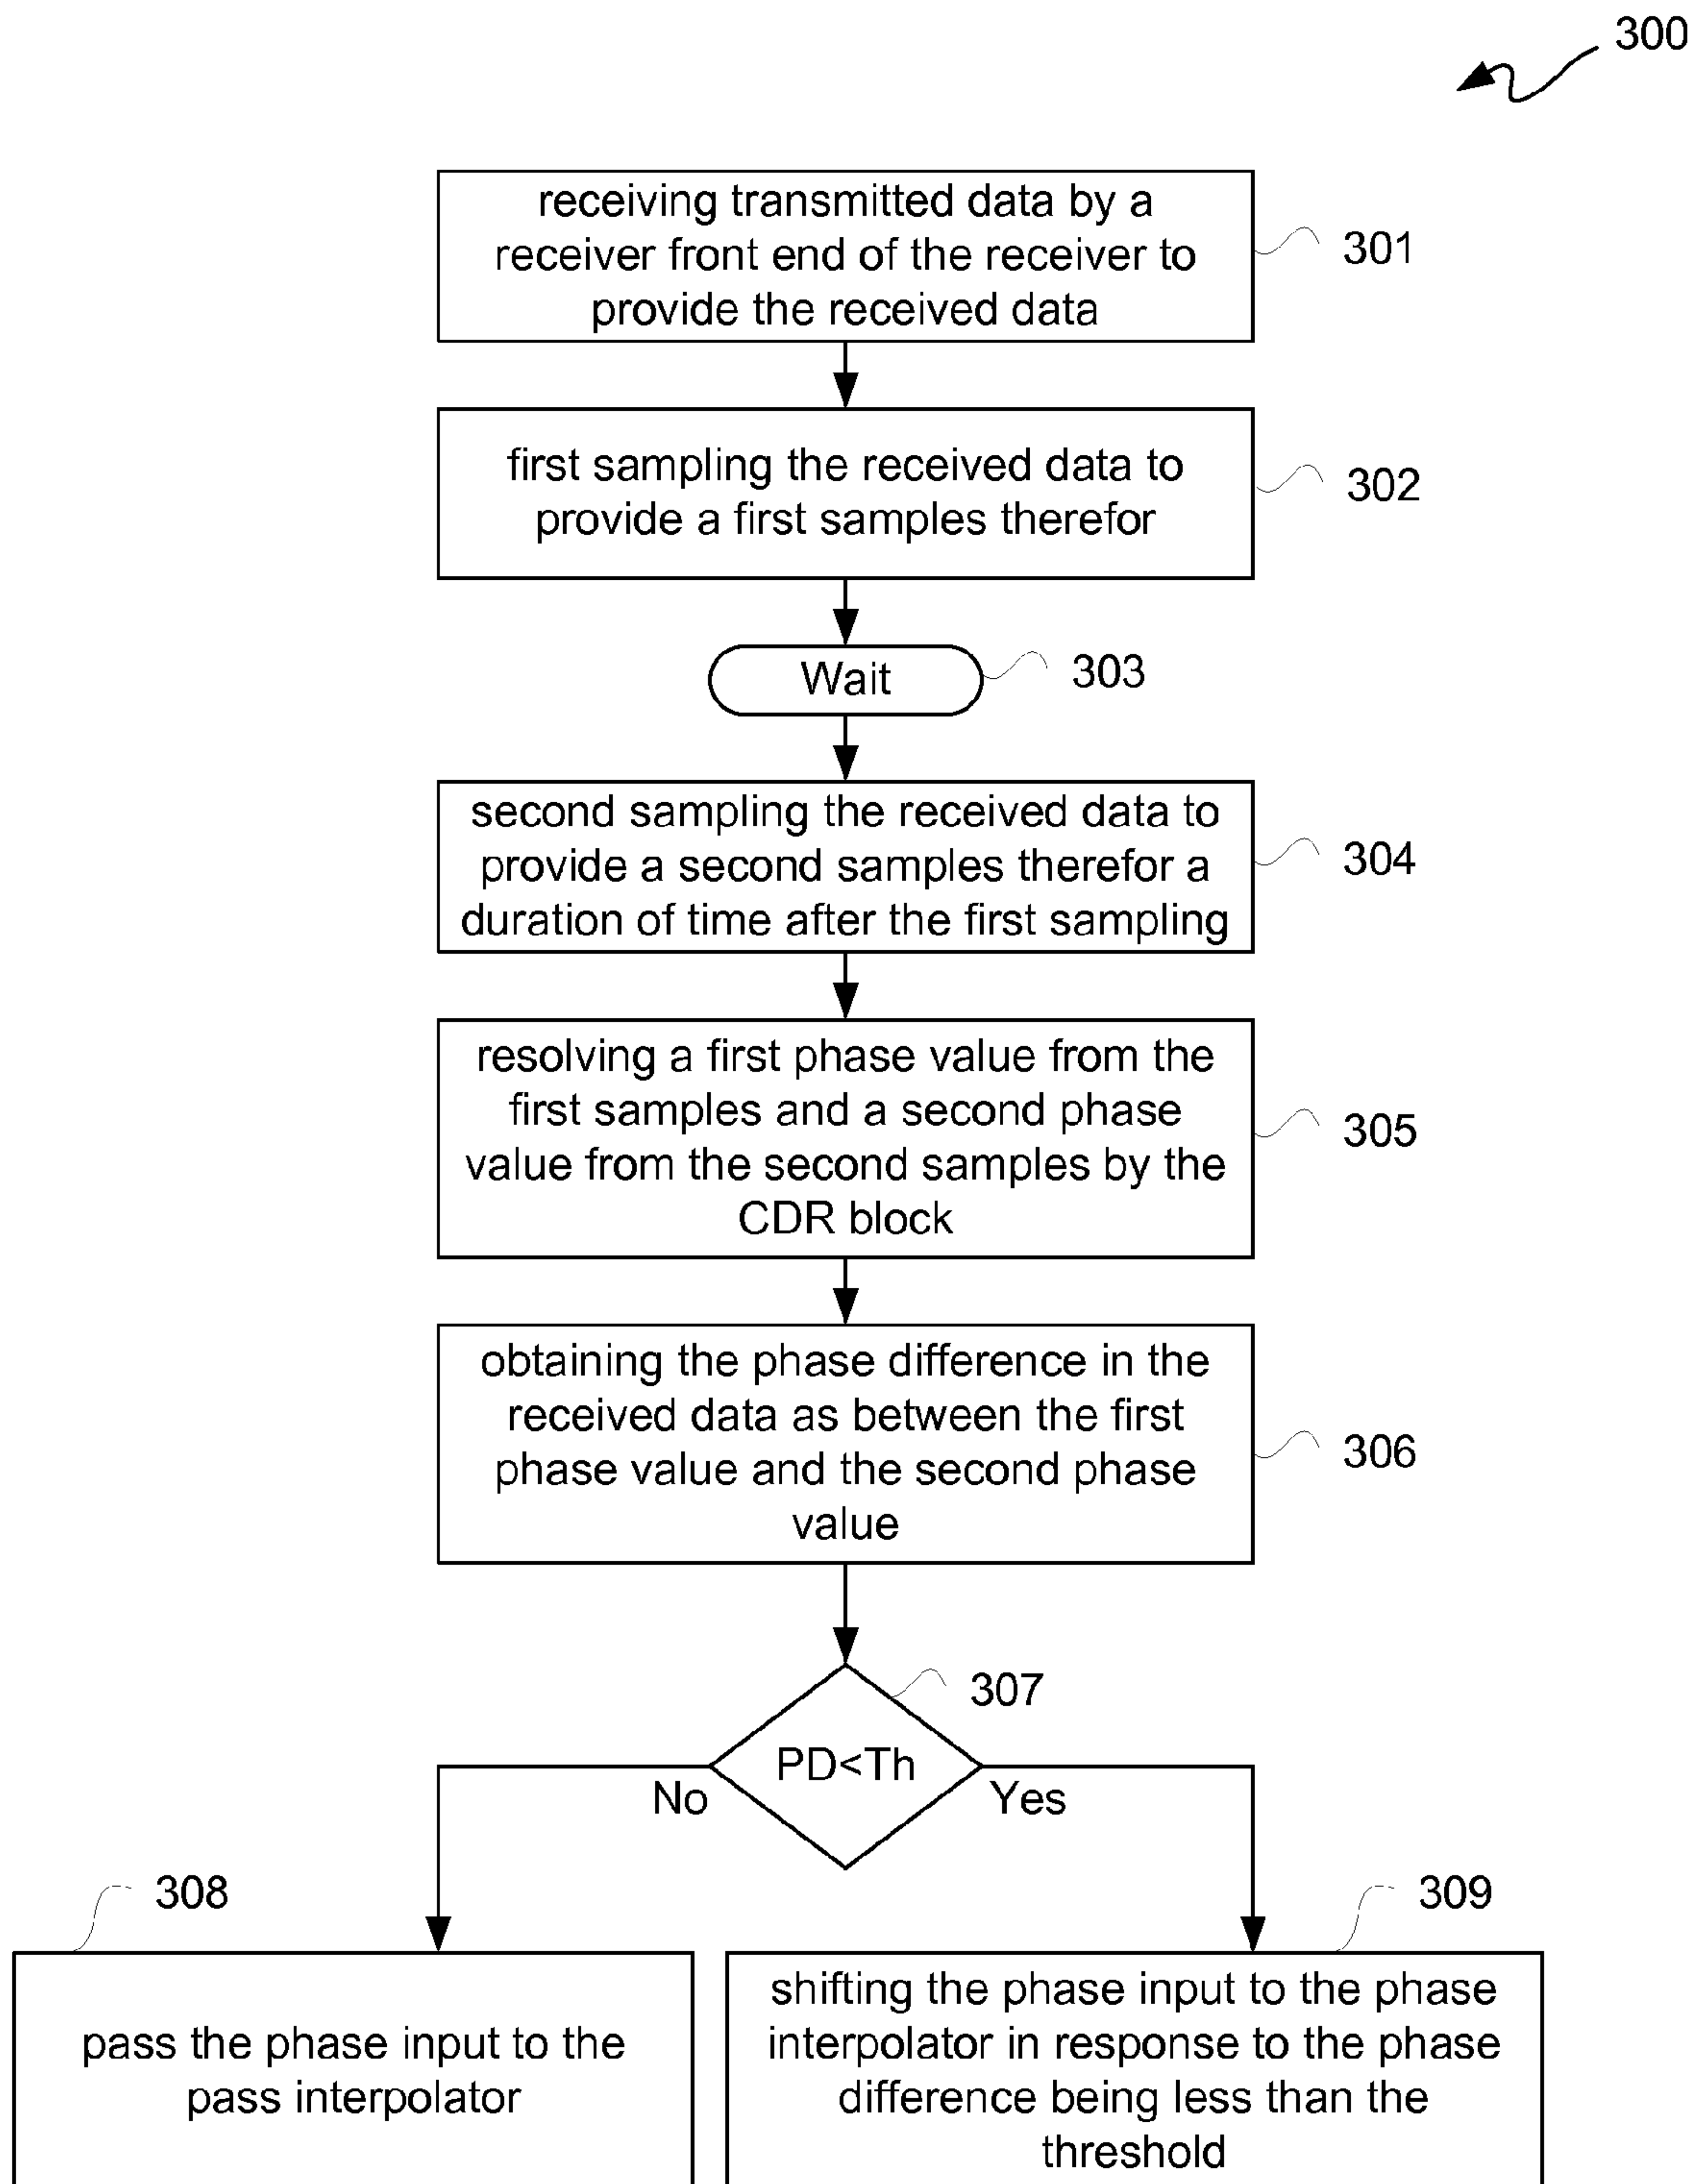 300
receiving transmitted data by a
receiver front end of the receiver to
provide the received data
301
first sampling the received data to
provide a first samples therefor
302
Wait
303
second sampling the received data to
provide a second samples therefor a
duration of time after the first sampling
304
resolving a first phase value from the
first samples and a second phase
value from the second samples by the
CDR block
305
obtaining the phase difference in the
received data as between the first
phase value and the second phase
value
306
307
PD<Th
No
Yes
308
pass the phase input to the
pass interpolator
309
shifting the phase input to the phase
interpolator in response to the phase
difference being less than the
threshold